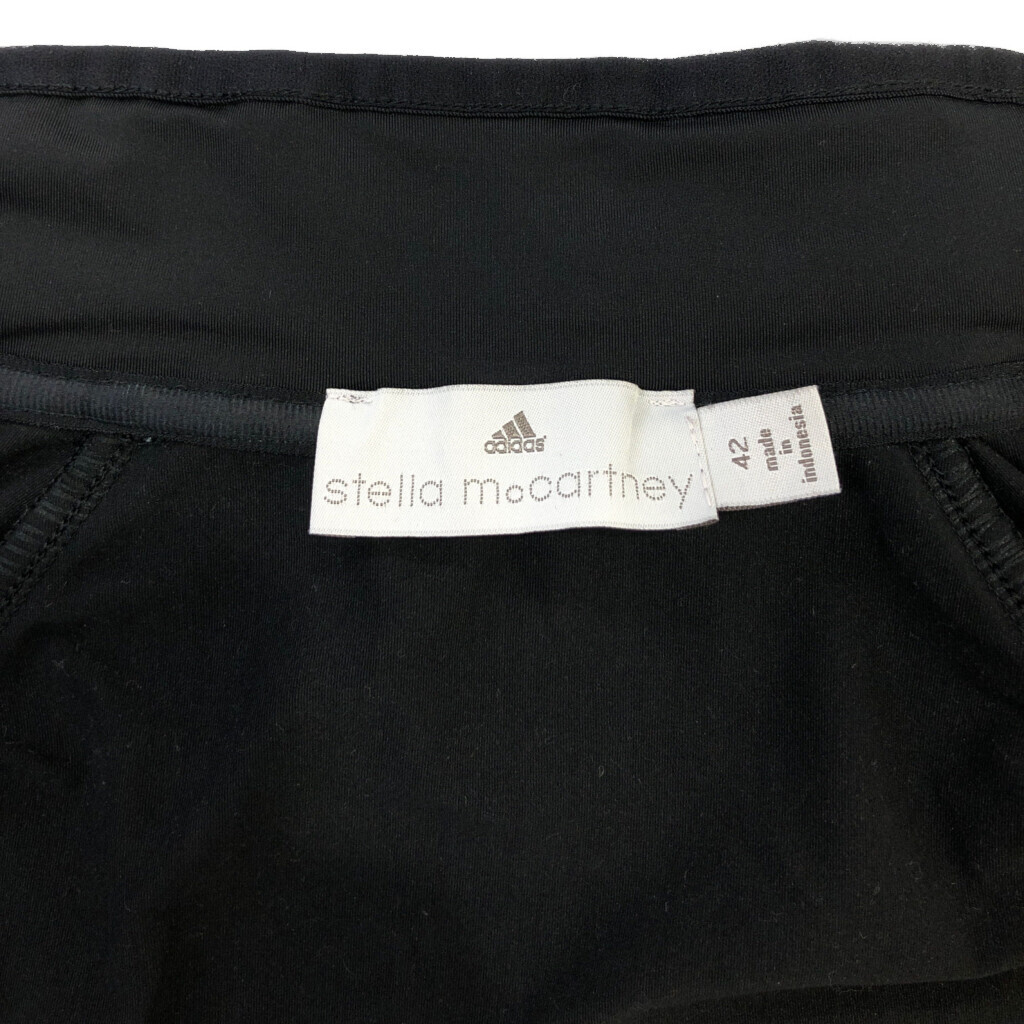 adidas
stella mccartney
42
made
in
indonesia